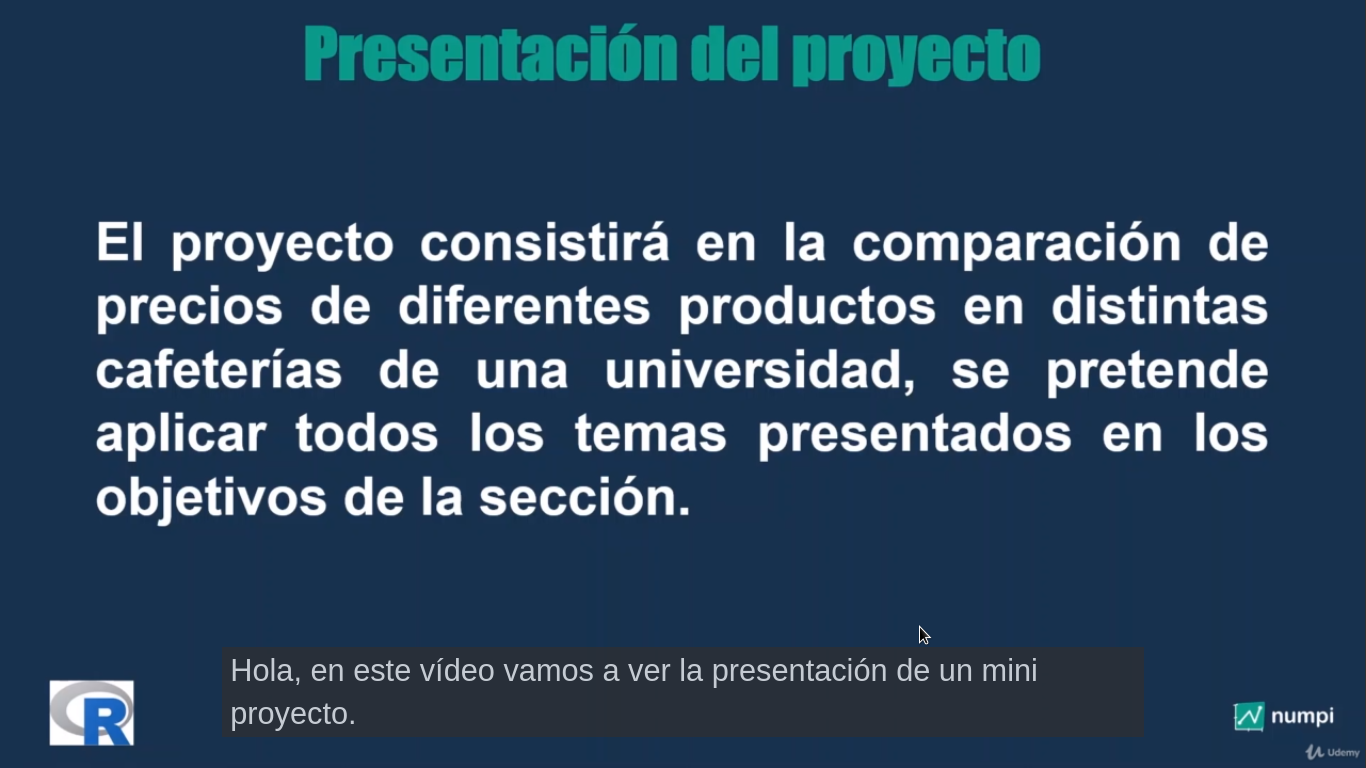 Presentación del proyecto
El proyecto consistirá en la comparación de
precios de diferentes productos en distintas
cafeterías de una universidad, se pretende
aplicar todos los temas presentados en los
objetivos de la sección.
Hola, en este vídeo vamos a ver la presentación de un mini
proyecto.
R
numpi
Udemy